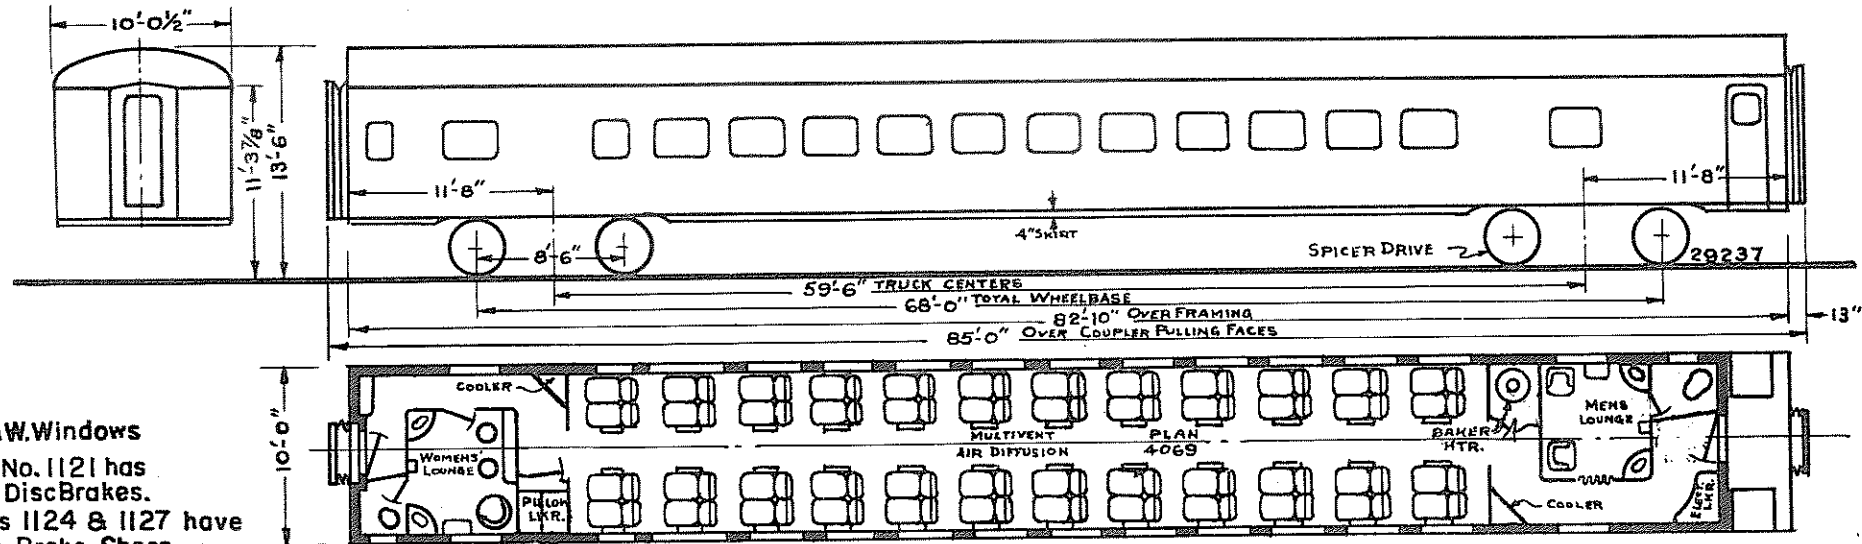 10'-0½"
11'-3⅞"
13'-6"
11'-8"
11'-8"
4" SKIRT
8'-6"
SPICER DRIVE
29237
59'-6" TRUCK CENTERS
68'-0" TOTAL WHEELBASE
82'-10" OVER FRAMING
13"
85'-0" OVER COUPLER PULLING FACES
10'-0"
COOLER
WOMENS'
LOUNGE
PILLOW
LKR.
MULTIVENT
AIR DIFFUSION
PLAN
4069
BAKER
HTR.
MENS
LOUNGE
COOLER
ELECT.
LKR.
.W.Windows
No. 1121 has
DiscBrakes.
s 1124 & 1127 have
Brake Shoes